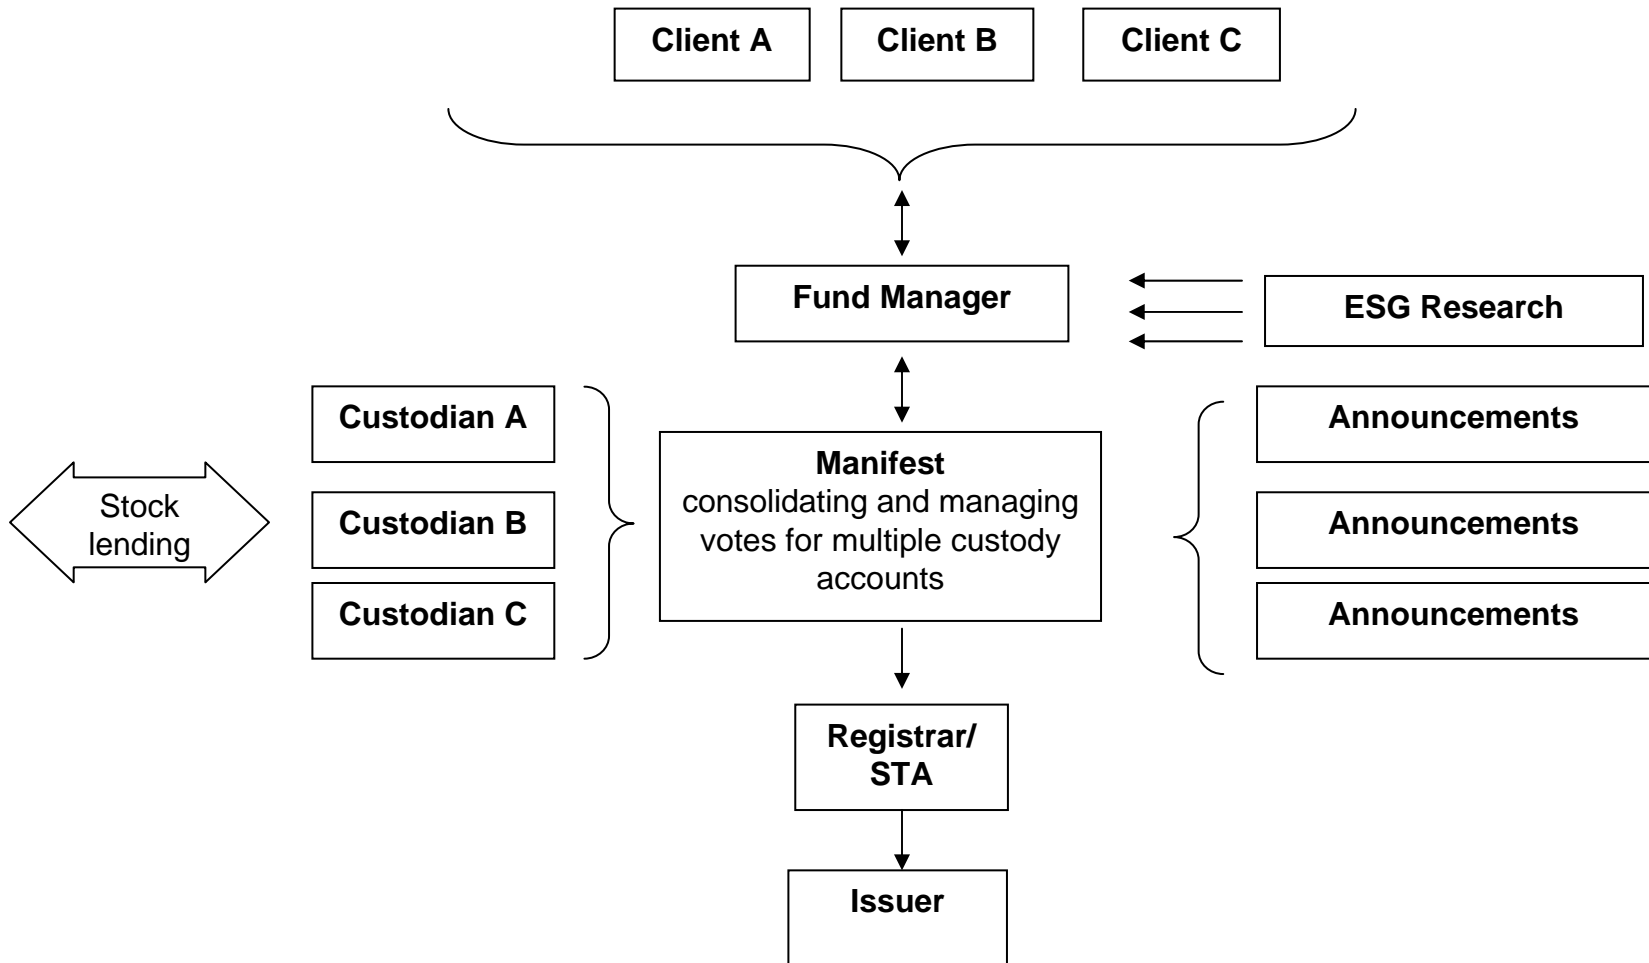 Client A
Client B
Client C
Fund Manager
ESG Research
Custodian A
Manifest
consolidating and managing
votes for multiple custody
accounts
Announcements
Stock
lending
Custodian B
Announcements
Custodian C
Announcements
Registrar/
STA
Issuer